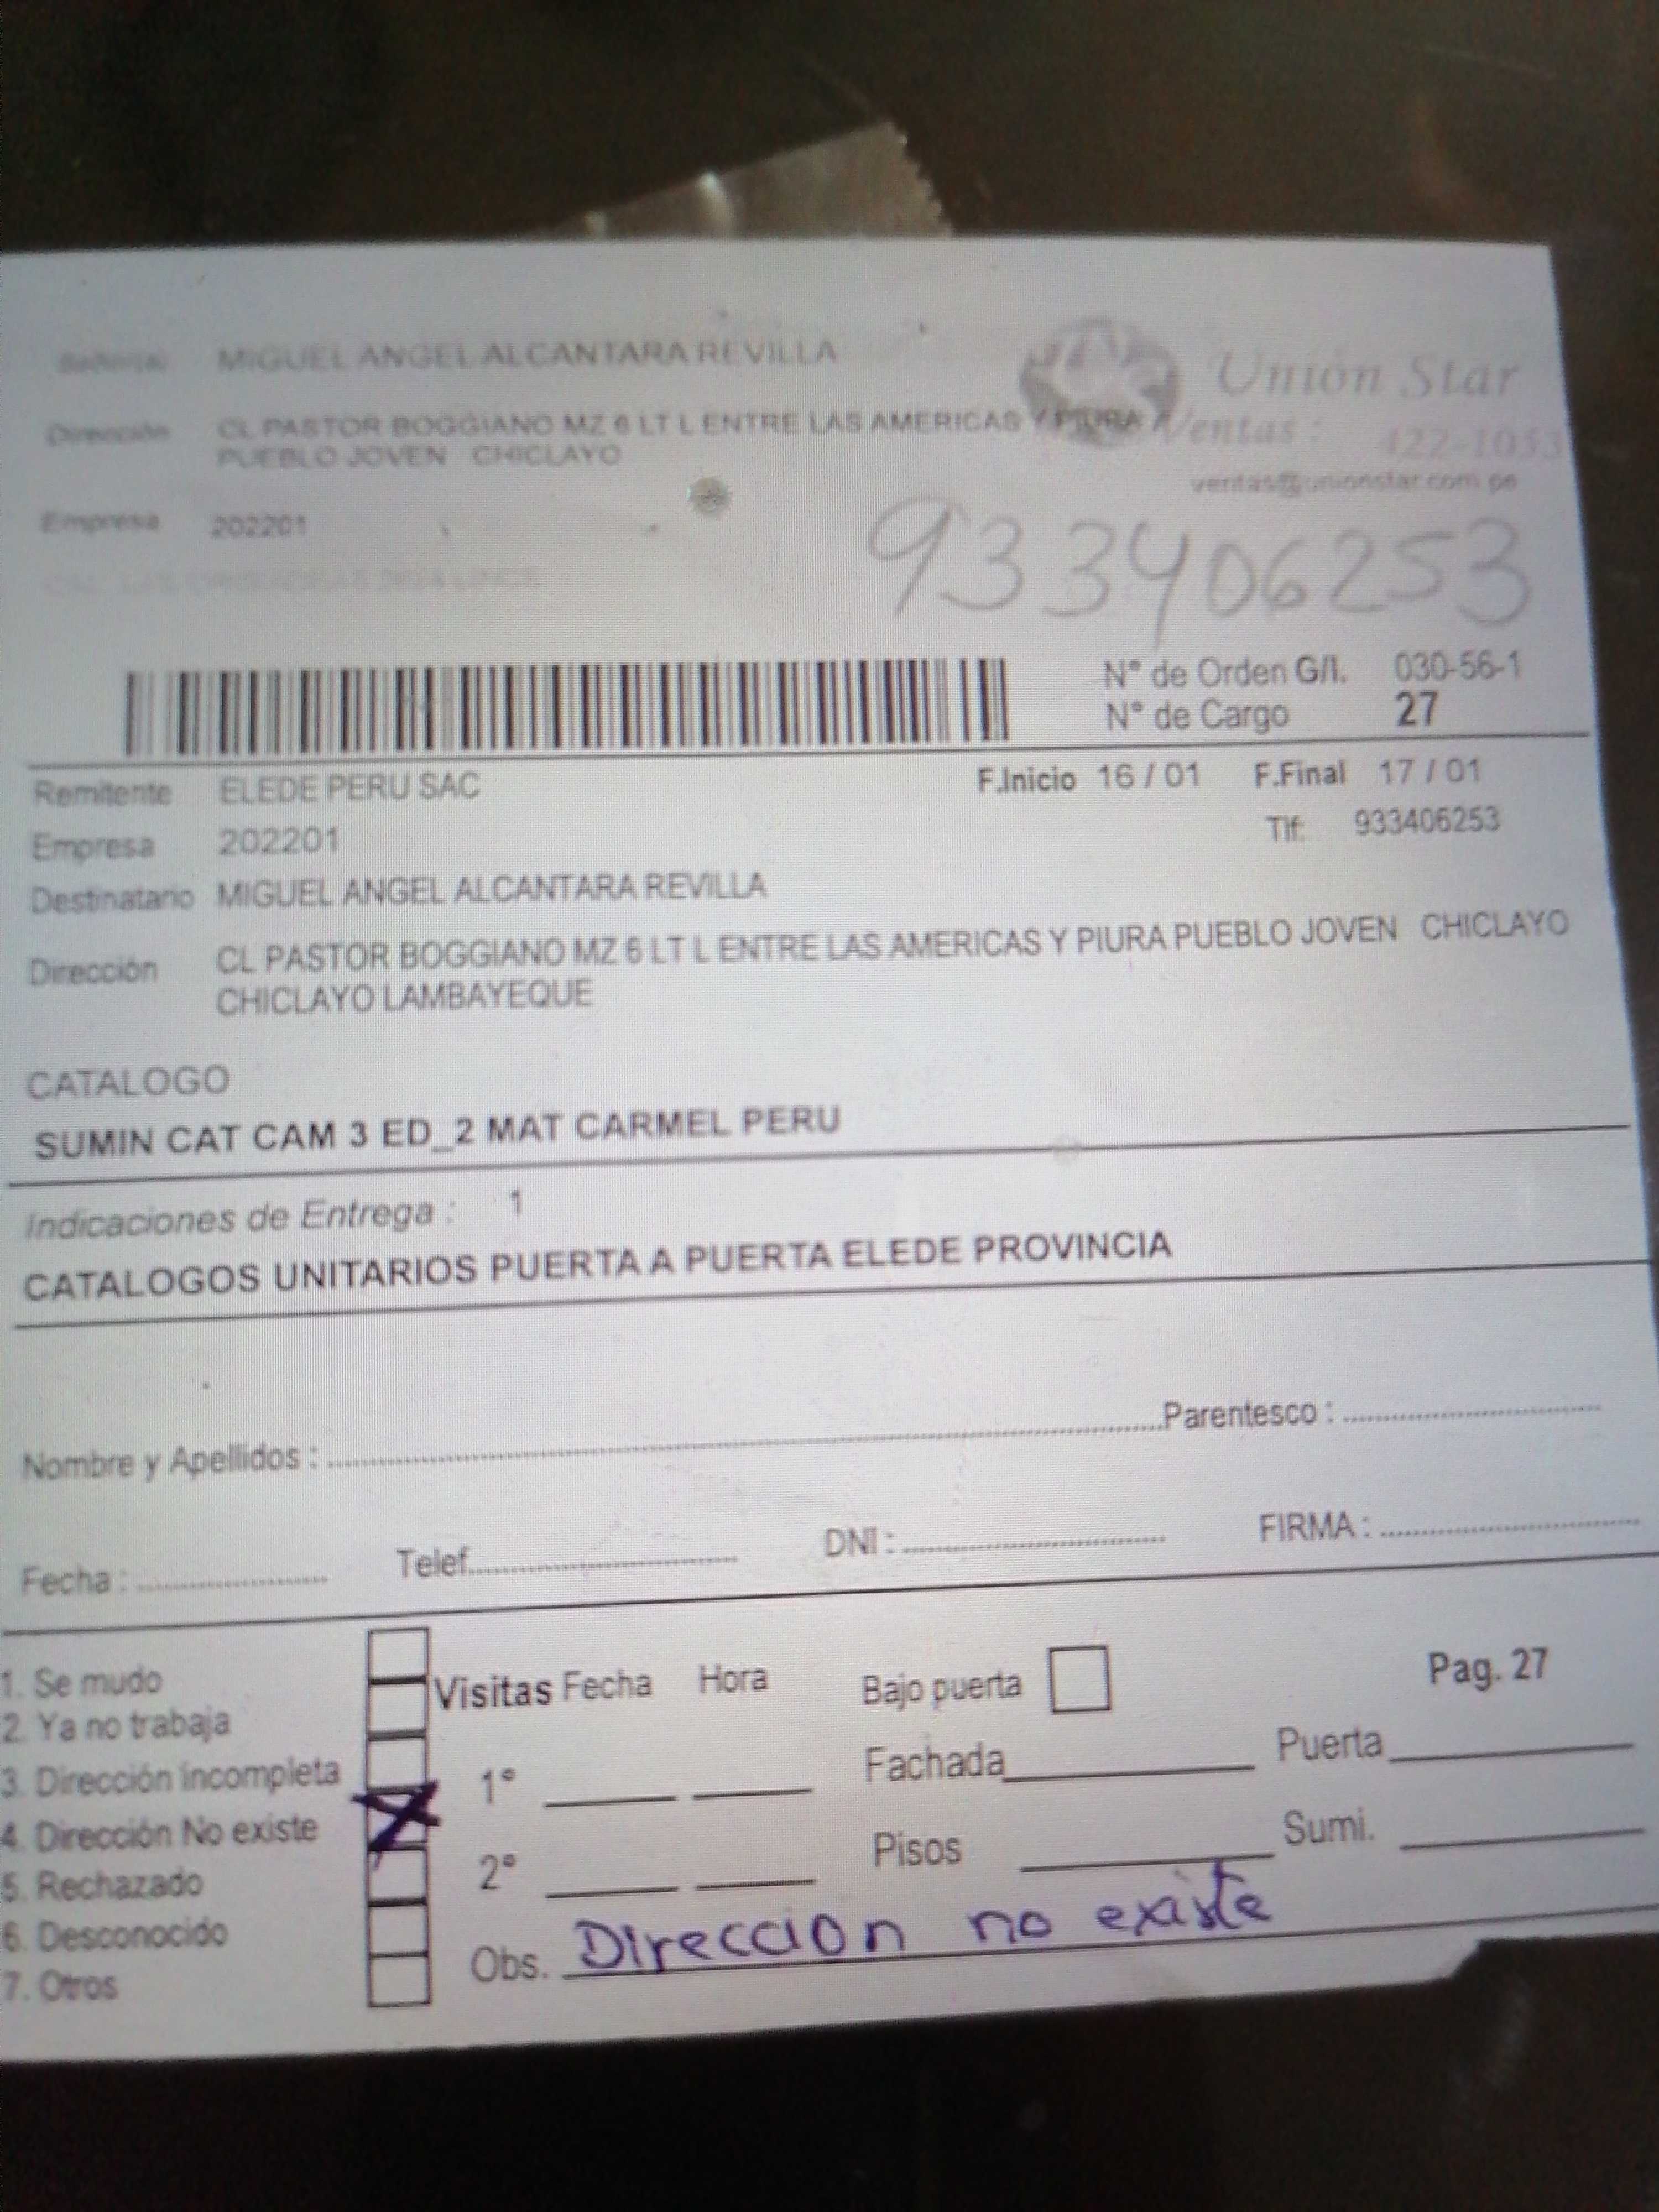 Señor(a) MIGUEL ANGEL ALCANTARA REVILLA
Unión Star
Dirección CL PASTOR BOGGIANO MZ 6 LT L ENTRE LAS AMERICAS Y PIURA
Ventas : 422-1053
PUEBLO JOVEN CHICLAYO
ventas@unionstar.com.pe
Empresa 202201
933406253
N° de Orden G/I. 030-56-1
N° de Cargo 27
Remitente ELEDE PERU SAC F.Inicio 16 / 01 F.Final 17 / 01
Empresa 202201 Tlf: 933406253
Destinatario MIGUEL ANGEL ALCANTARA REVILLA
Dirección CL PASTOR BOGGIANO MZ 6 LT L ENTRE LAS AMERICAS Y PIURA PUEBLO JOVEN CHICLAYO
CHICLAYO LAMBAYEQUE
CATALOGO
SUMIN CAT CAM 3 ED_2 MAT CARMEL PERU
Indicaciones de Entrega : 1
CATALOGOS UNITARIOS PUERTA A PUERTA ELEDE PROVINCIA
Nombre y Apellidos : Parentesco :
Fecha : Telef. DNI : FIRMA :
1. Se mudo
Visitas Fecha Hora Bajo puerta Pag. 27
2. Ya no trabaja
3. Dirección incompleta
1° Fachada Puerta
4. Dirección No existe X
2° Pisos Sumi.
5. Rechazado
6. Desconocido
Obs. Direccion no existe
7. Otros